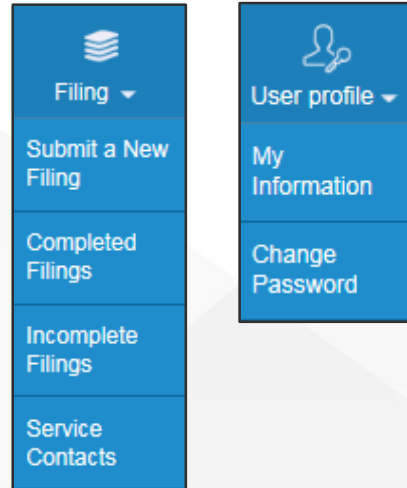 Filing
Submit a New
Filing
Completed
Filings
Incomplete
Filings
Service
Contacts
User profile
My
Information
Change
Password